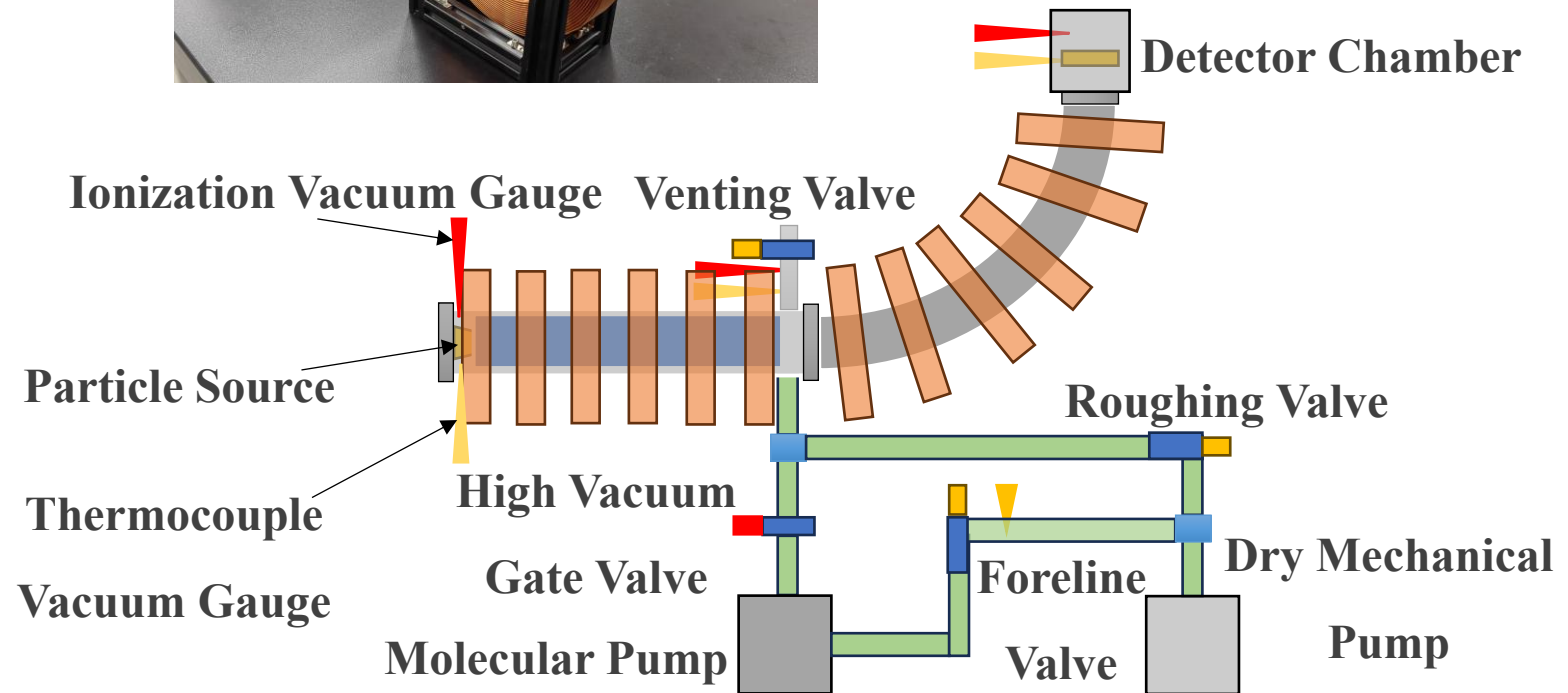 Detector Chamber
Ionization Vacuum Gauge
Venting Valve
Particle Source
Roughing Valve
High Vacuum
Gate Valve
Thermocouple
Vacuum Gauge
Foreline
Valve
Dry Mechanical
Pump
Molecular Pump